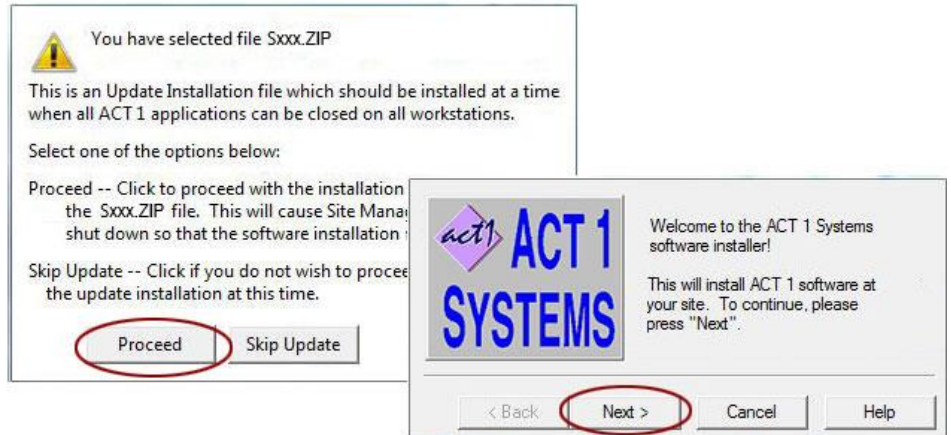 You have selected file Sxxx.ZIP
This is an Update Installation file which should be installed at a time
when all ACT 1 applications can be closed on all workstations.
Select one of the options below:
Proceed -- Click to proceed with the installation
the Sxxx.ZIP file. This will cause Site Mana
shut down so that the software installation
Skip Update -- Click if you do not wish to procee
the update installation at this time.
Proceed
Skip Update
act1
ACT 1
SYSTEMS
Welcome to the ACT 1 Systems
software installer!
This will install ACT 1 software at
your site. To continue, please
press "Next".
< Back
Next >
Cancel
Help